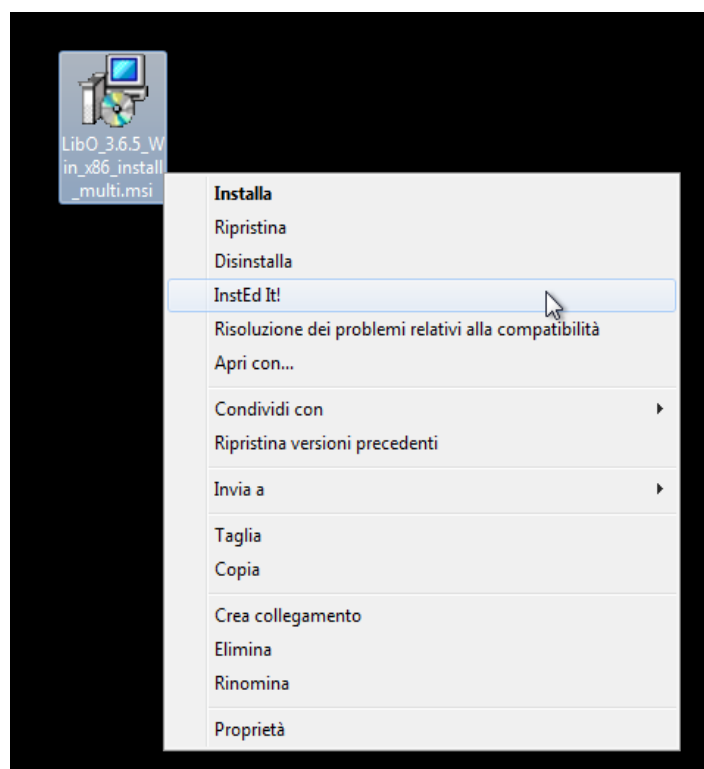 LibO_3.6.5_W
in_x86_install
_multi.msi
Installa
Ripristina
Disinstalla
InstEd It!
Risoluzione dei problemi relativi alla compatibilità
Apri con...
Condividi con
Ripristina versioni precedenti
Invia a
Taglia
Copia
Crea collegamento
Elimina
Rinomina
Proprietà